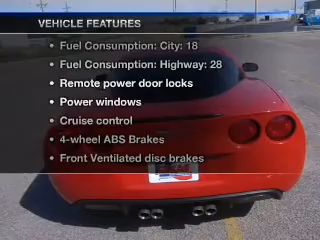 VEHICLE FEATURES
• Fuel Consumption: City: 18
• Fuel Consumption: Highway: 28
• Remote power door locks
• Power windows
• Cruise control
• 4-wheel ABS Brakes
• Front Ventilated disc brakes